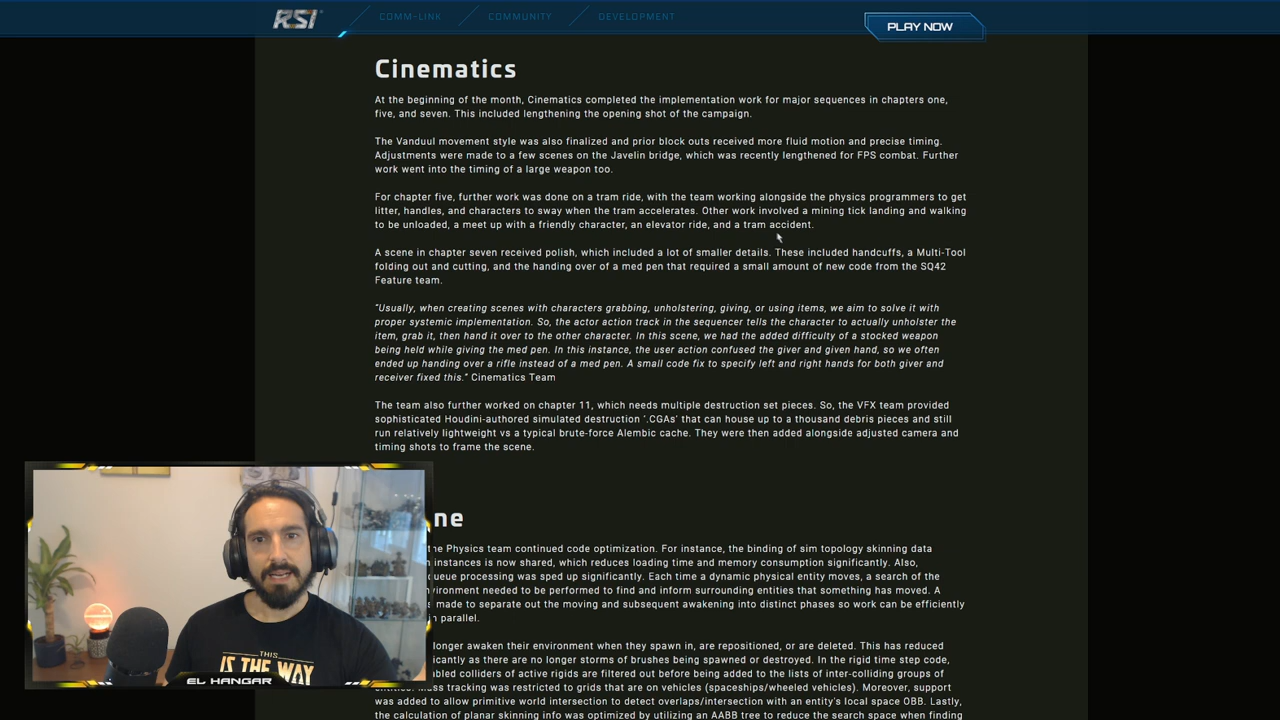 RSI
COMM-LINK
COMMUNITY
DEVELOPMENT
PLAY NOW
Cinematics
At the beginning of the month, Cinematics completed the implementation work for major sequences in chapters one,
five, and seven. This included lengthening the opening shot of the campaign.
The Vanduul movement style was also finalized and prior block outs received more fluid motion and precise timing.
Adjustments were made to a few scenes on the Javelin bridge, which was recently lengthened for FPS combat. Further
work went into the timing of a large weapon too.
For chapter five, further work was done on a tram ride, with the team working alongside the physics programmers to get
litter, handles, and characters to sway when the tram accelerates. Other work involved a mining tick landing and walking
to be unloaded, a meet up with a friendly character, an elevator ride, and a tram accident.
A scene in chapter seven received polish, which included a lot of smaller details. These included handcuffs, a Multi-Tool
folding out and cutting, and the handing over of a med pen that required a small amount of new code from the SQ42
Feature team.
"Usually, when creating scenes with characters grabbing, unholstering, giving, or using items, we aim to solve it with
proper systemic implementation. So, the actor action track in the sequencer tells the character to actually unholster the
item, grab it, then hand it over to the other character. In this scene, we had the added difficulty of a stocked weapon
being held while giving the med pen. In this instance, the user action confused the giver and given hand, so we often
ended up handing over a rifle instead of a med pen. A small code fix to specify left and right hands for both giver and
receiver fixed this." Cinematics Team
The team also further worked on chapter 11, which needs multiple destruction set pieces. So, the VFX team provided
sophisticated Houdini-authored simulated destruction '.CGAs' that can house up to a thousand debris pieces and still
run relatively lightweight vs a typical brute-force Alembic cache. They were then added alongside adjusted camera and
timing shots to frame the scene.
ne
the Physics team continued code optimization. For instance, the binding of sim topology skinning data
instances is now shared, which reduces loading time and memory consumption significantly. Also,
queue processing was sped up significantly. Each time a dynamic physical entity moves, a search of the
environment needed to be performed to find and inform surrounding entities that something has moved. A
made to separate out the moving and subsequent awakening into distinct phases so work can be efficiently
parallel.
longer awaken their environment when they spawn in, are repositioned, or are deleted. This has reduced
as there are no longer storms of brushes being spawned or destroyed. In the rigid time step code,
colliders of active rigids are filtered out before being added to the lists of inter-colliding groups of
tracking was restricted to grids that are on vehicles (spaceships/wheeled vehicles). Moreover, support
was added to allow primitive world intersection to detect overlaps/intersection with an entity's local space OBB. Lastly,
the calculation of planar skinning info was optimized by utilizing an AABB tree to reduce the search space when finding
THIS
IS THE WAY
EL HANGAR